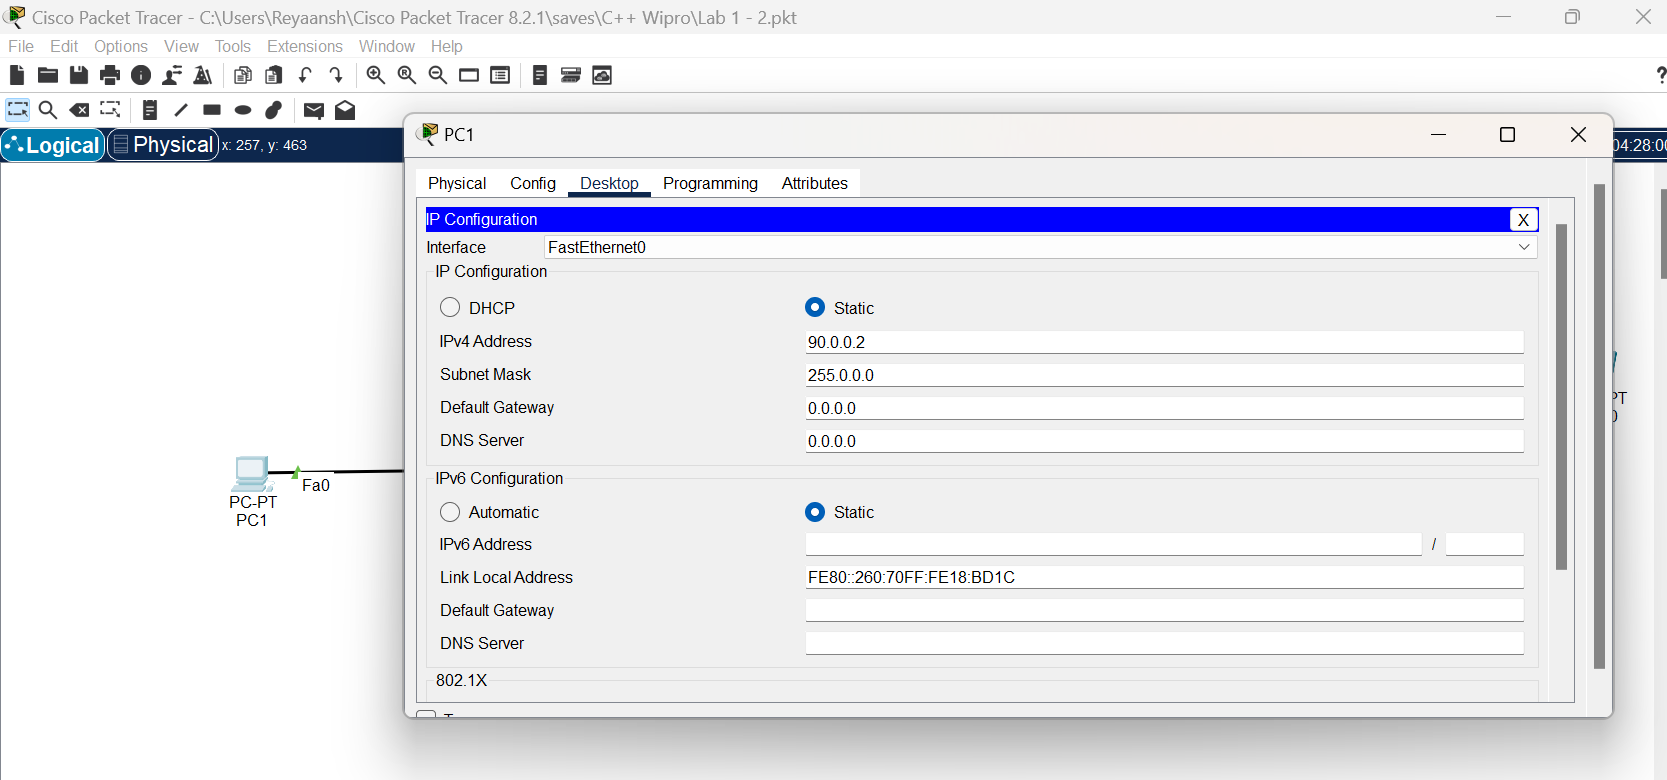 Cisco Packet Tracer - C:\Users\Reyaansh\Cisco Packet Tracer 8.2.1\saves\C++ Wipro\Lab 1 - 2.pkt
File Edit Options View Tools Extensions Window Help
?
Logical Physical x: 257, y: 463
04:28:00
PC1
Physical Config Desktop Programming Attributes
IP Configuration X
Interface FastEthernet0
IP Configuration
DHCP Static
IPv4 Address 90.0.0.2
Subnet Mask 255.0.0.0
Default Gateway 0.0.0.0
DNS Server 0.0.0.0
IPv6 Configuration
Automatic Static
IPv6 Address /
Link Local Address FE80::260:70FF:FE18:BD1C
Default Gateway
DNS Server
802.1X
Fa0
PC-PT
PC1
PT